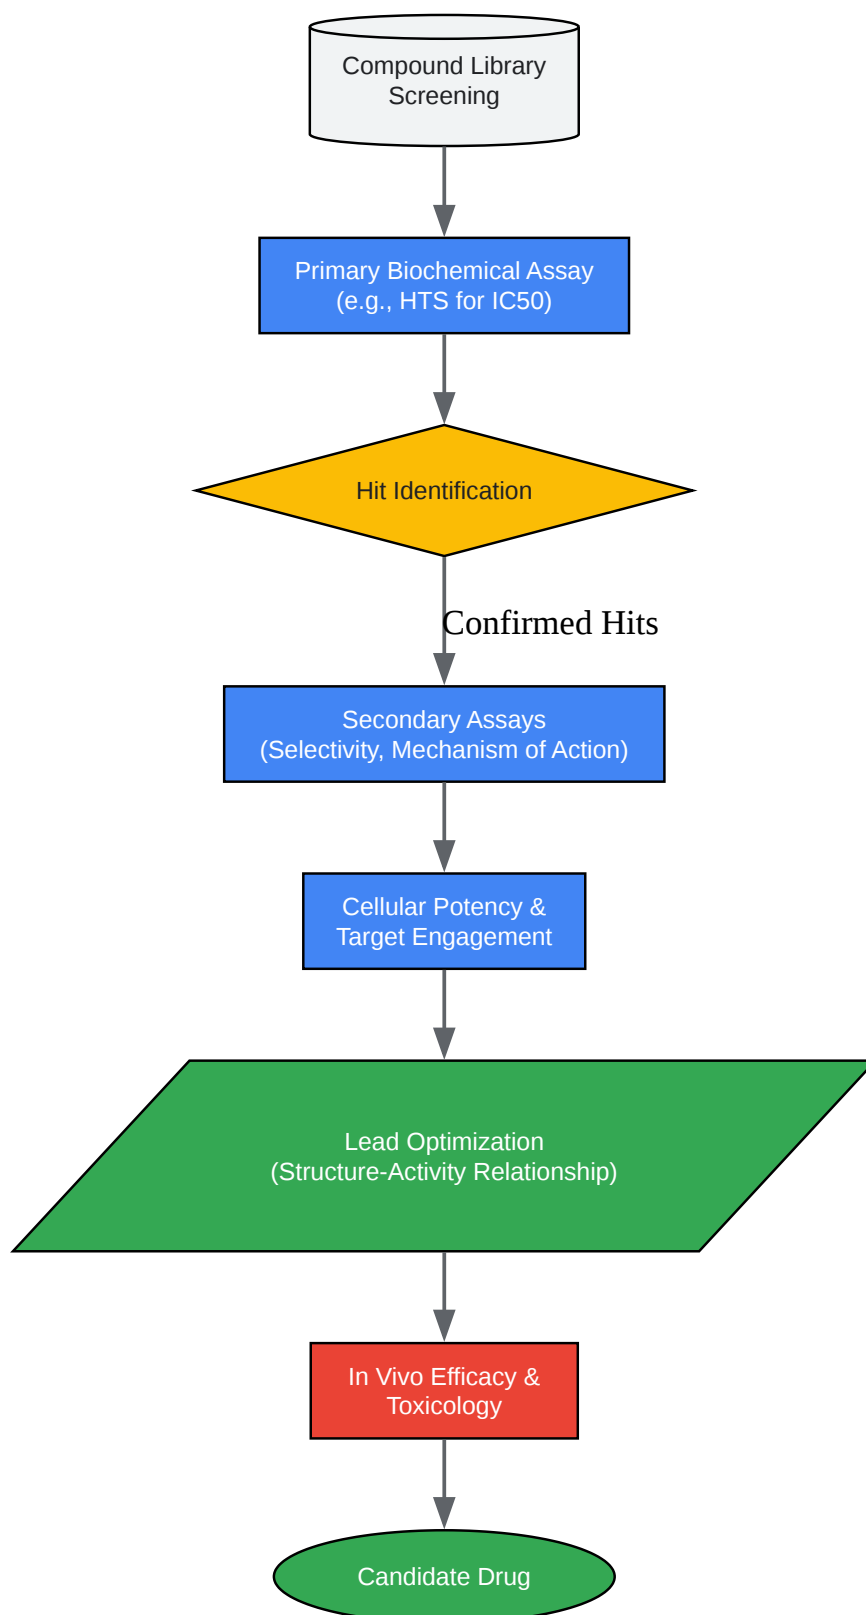 Compound Library
Screening
Primary Biochemical Assay
(e.g., HTS for IC50)
Hit Identification
Confirmed Hits
Secondary Assays
(Selectivity, Mechanism of Action)
Cellular Potency &
Target Engagement
Lead Optimization
(Structure-Activity Relationship)
In Vivo Efficacy &
Toxicology
Candidate Drug